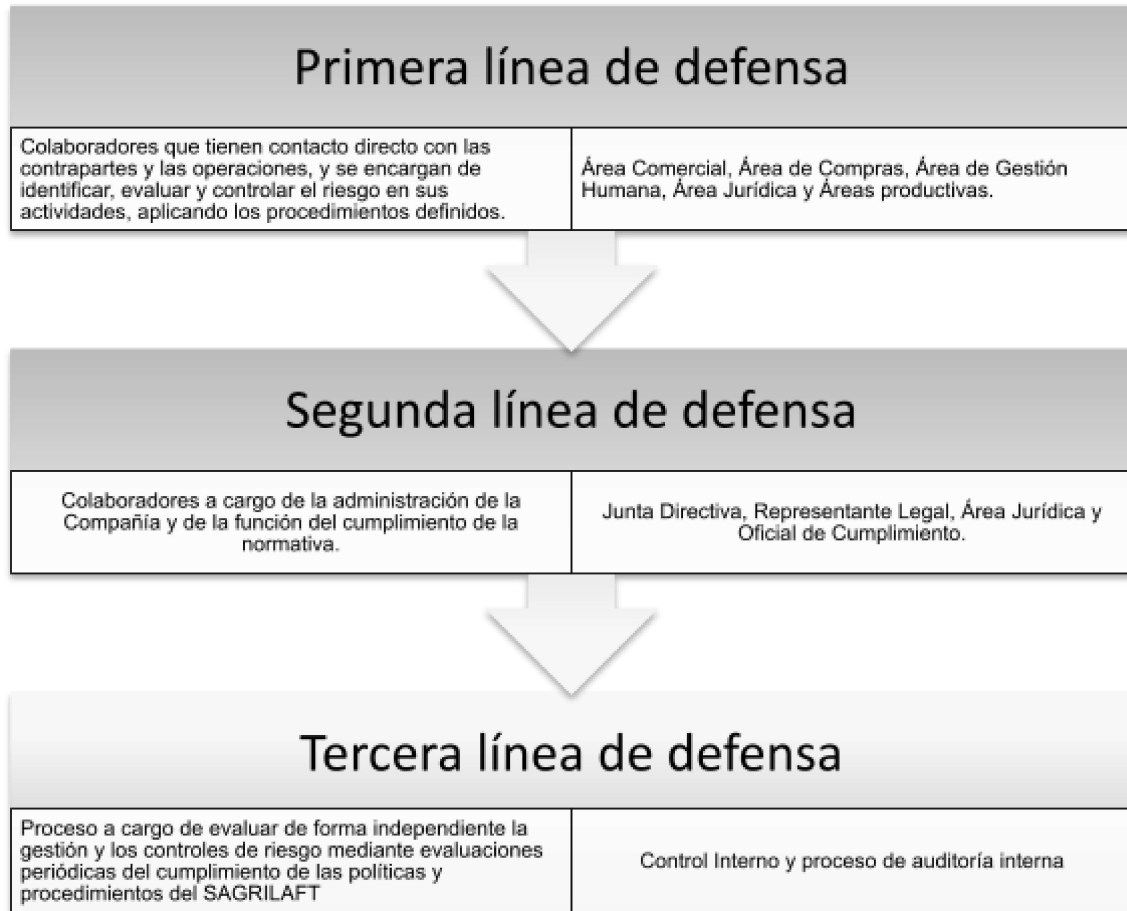 Primera línea de defensa
Colaboradores que tienen contacto directo con las
contrapartes y las operaciones, y se encargan de
identificar, evaluar y controlar el riesgo en sus
actividades, aplicando los procedimientos definidos.
Área Comercial, Área de Compras, Área de Gestión
Humana, Área Jurídica y Áreas productivas.
Segunda línea de defensa
Colaboradores a cargo de la administración de la
Compañía y de la función del cumplimiento de la
normativa.
Junta Directiva, Representante Legal, Área Jurídica y
Oficial de Cumplimiento.
Tercera línea de defensa
Proceso a cargo de evaluar de forma independiente la
gestión y los controles de riesgo mediante evaluaciones
periódicas del cumplimiento de las políticas y
procedimientos del SAGRILAFT
Control Interno y proceso de auditoría interna